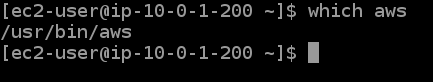 [ec2-user@ip-10-0-1-200 ~]$ which aws
/usr/bin/aws
[ec2-user@ip-10-0-1-200 ~]$